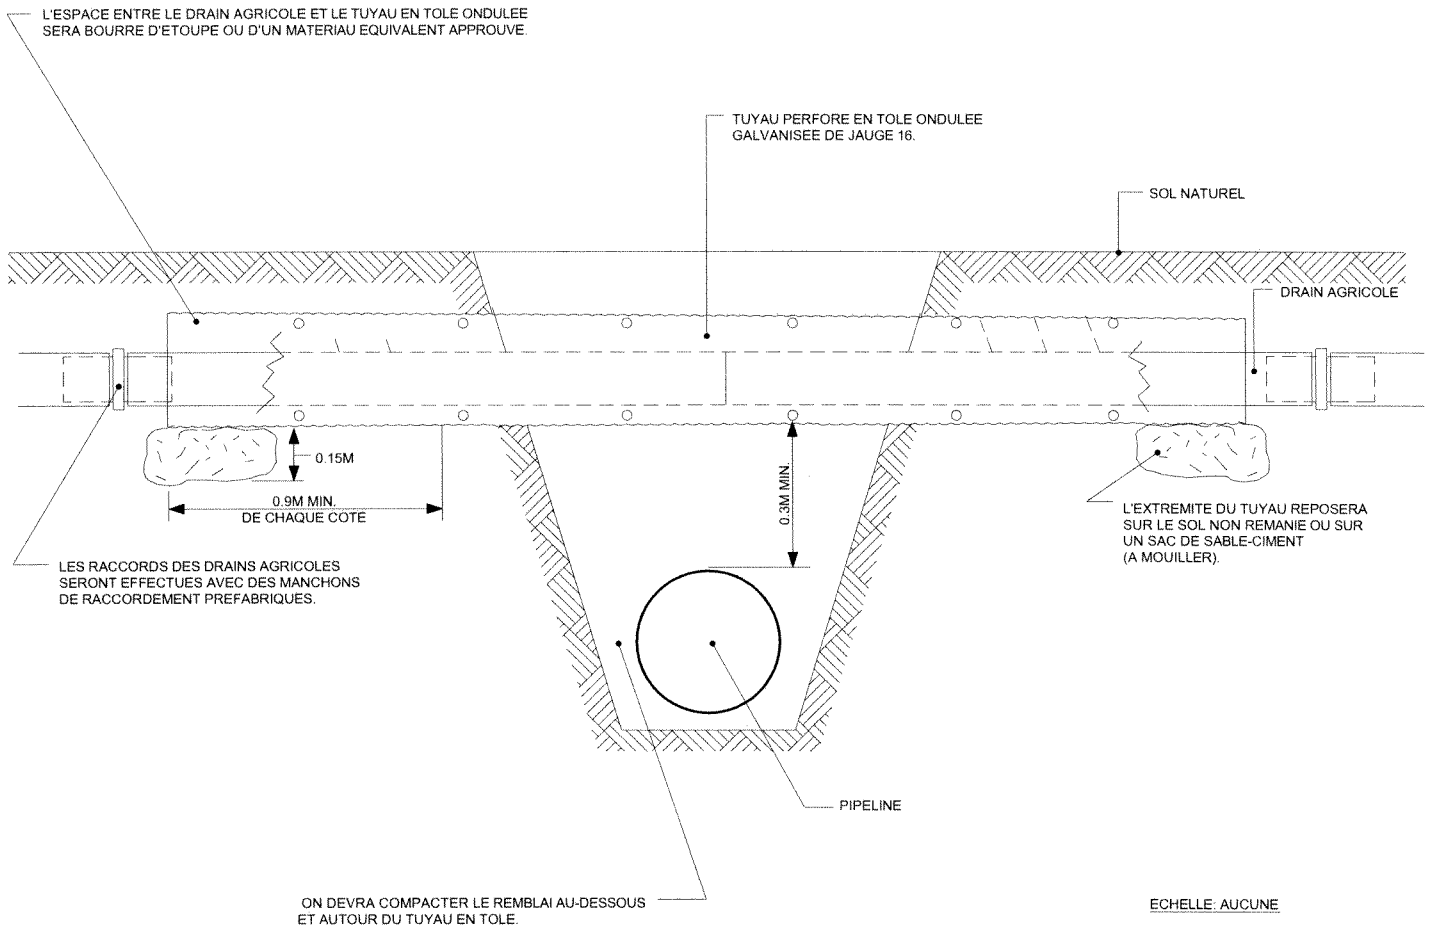 L'ESPACE ENTRE LE DRAIN AGRICOLE ET LE TUYAU EN TOLE ONDULEE
SERA BOURRE D'ETOUPE OU D'UN MATERIAU EQUIVALENT APPROUVE.
TUYAU PERFORE EN TOLE ONDULEE
GALVANISEE DE JAUGE 16.
SOL NATUREL
DRAIN AGRICOLE
0.15M
0.9M MIN.
DE CHAQUE COTE
0.3M MIN.
L'EXTREMITE DU TUYAU REPOSERA
SUR LE SOL NON REMANIE OU SUR
UN SAC DE SABLE-CIMENT
(A MOUILLER).
LES RACCORDS DES DRAINS AGRICOLES
SERONT EFFECTUES AVEC DES MANCHONS
DE RACCORDEMENT PREFABRIQUES.
PIPELINE
ON DEVRA COMPACTER LE REMBLAI AU-DESSOUS
ET AUTOUR DU TUYAU EN TOLE.
ECHELLE: AUCUNE